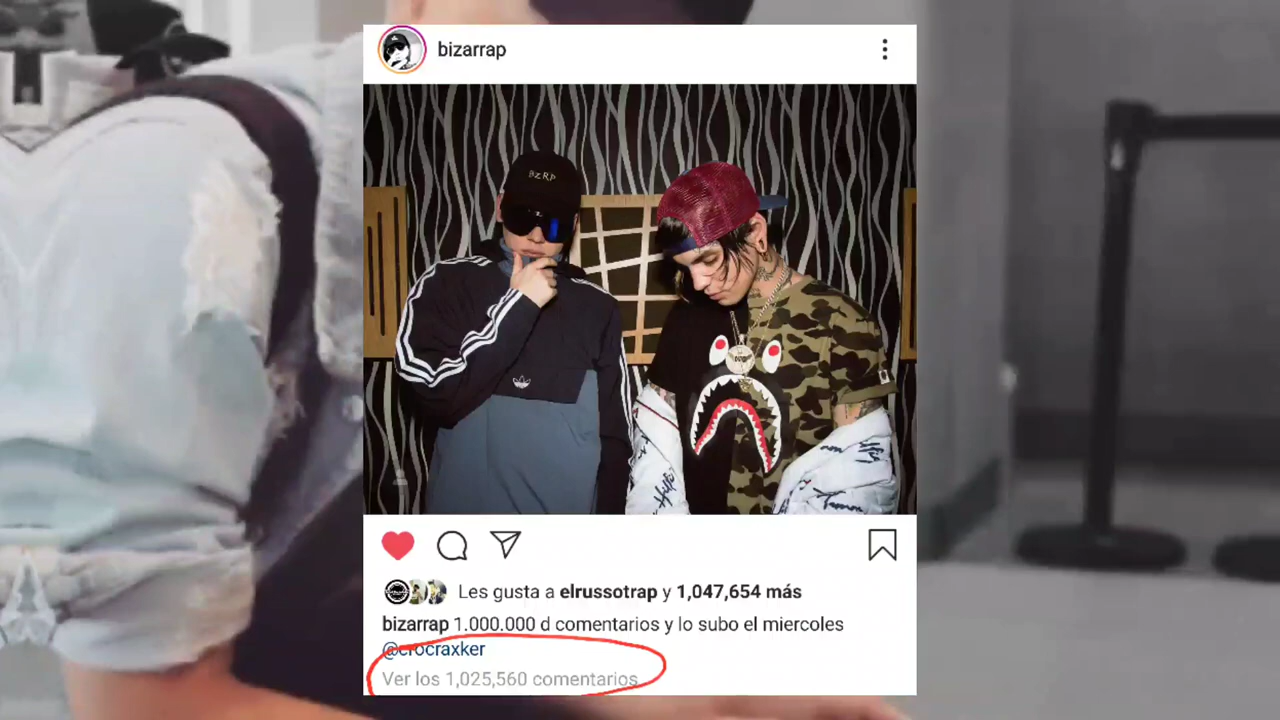 bizarrap
BZRP
Les gusta a elrussotrap y 1,047,654 más
bizarrap 1.000.000 d comentarios y lo subo el miercoles
@crocraxker
Ver los 1,025,560 comentarios